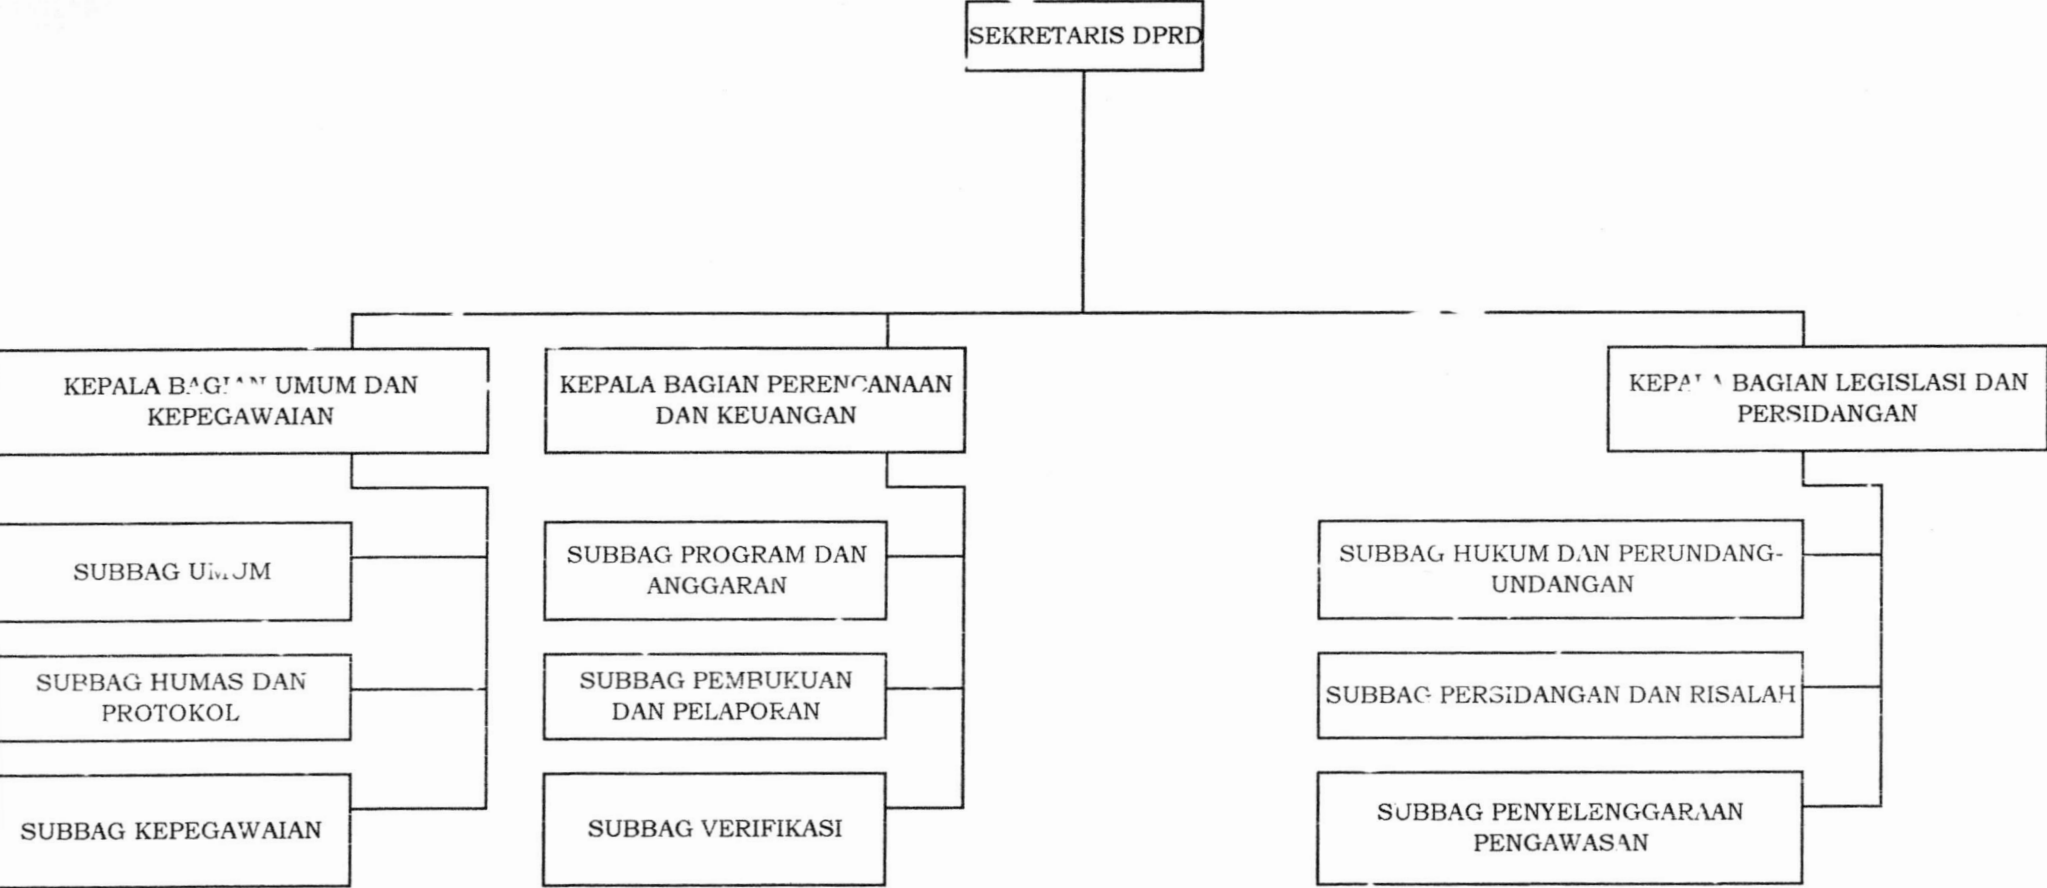 SEKRETARIS DPRD
KEPALA BAGIAN UMUM DAN
KEPEGAWAIAN
KEPALA BAGIAN PERENCANAAN
DAN KEUANGAN
KEPALA BAGIAN LEGISLASI DAN
PERSIDANGAN
SUBBAG UMUM
SUBBAG PROGRAM DAN
ANGGARAN
SUBBAG HUKUM DAN PERUNDANG-
UNDANGAN
SUBBAG HUMAS DAN
PROTOKOL
SUBBAG PEMBUKUAN
DAN PELAPORAN
SUBBAG PERSIDANGAN DAN RISALAH
SUBBAG KEPEGAWAIAN
SUBBAG VERIFIKASI
SUBBAG PENYELENGGARAAN
PENGAWASAN